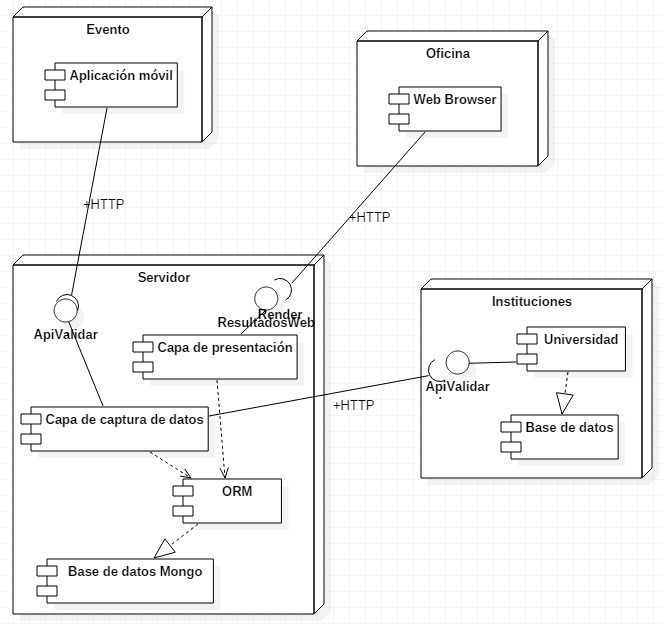 Evento
Aplicación móvil
Oficina
Web Browser
+HTTP
+HTTP
Servidor
Render
ResultadosWeb
ApiValidar
Capa de presentación
Instituciones
Universidad
ApiValidar
+HTTP
Capa de captura de datos
Base de datos
ORM
Base de datos Mongo